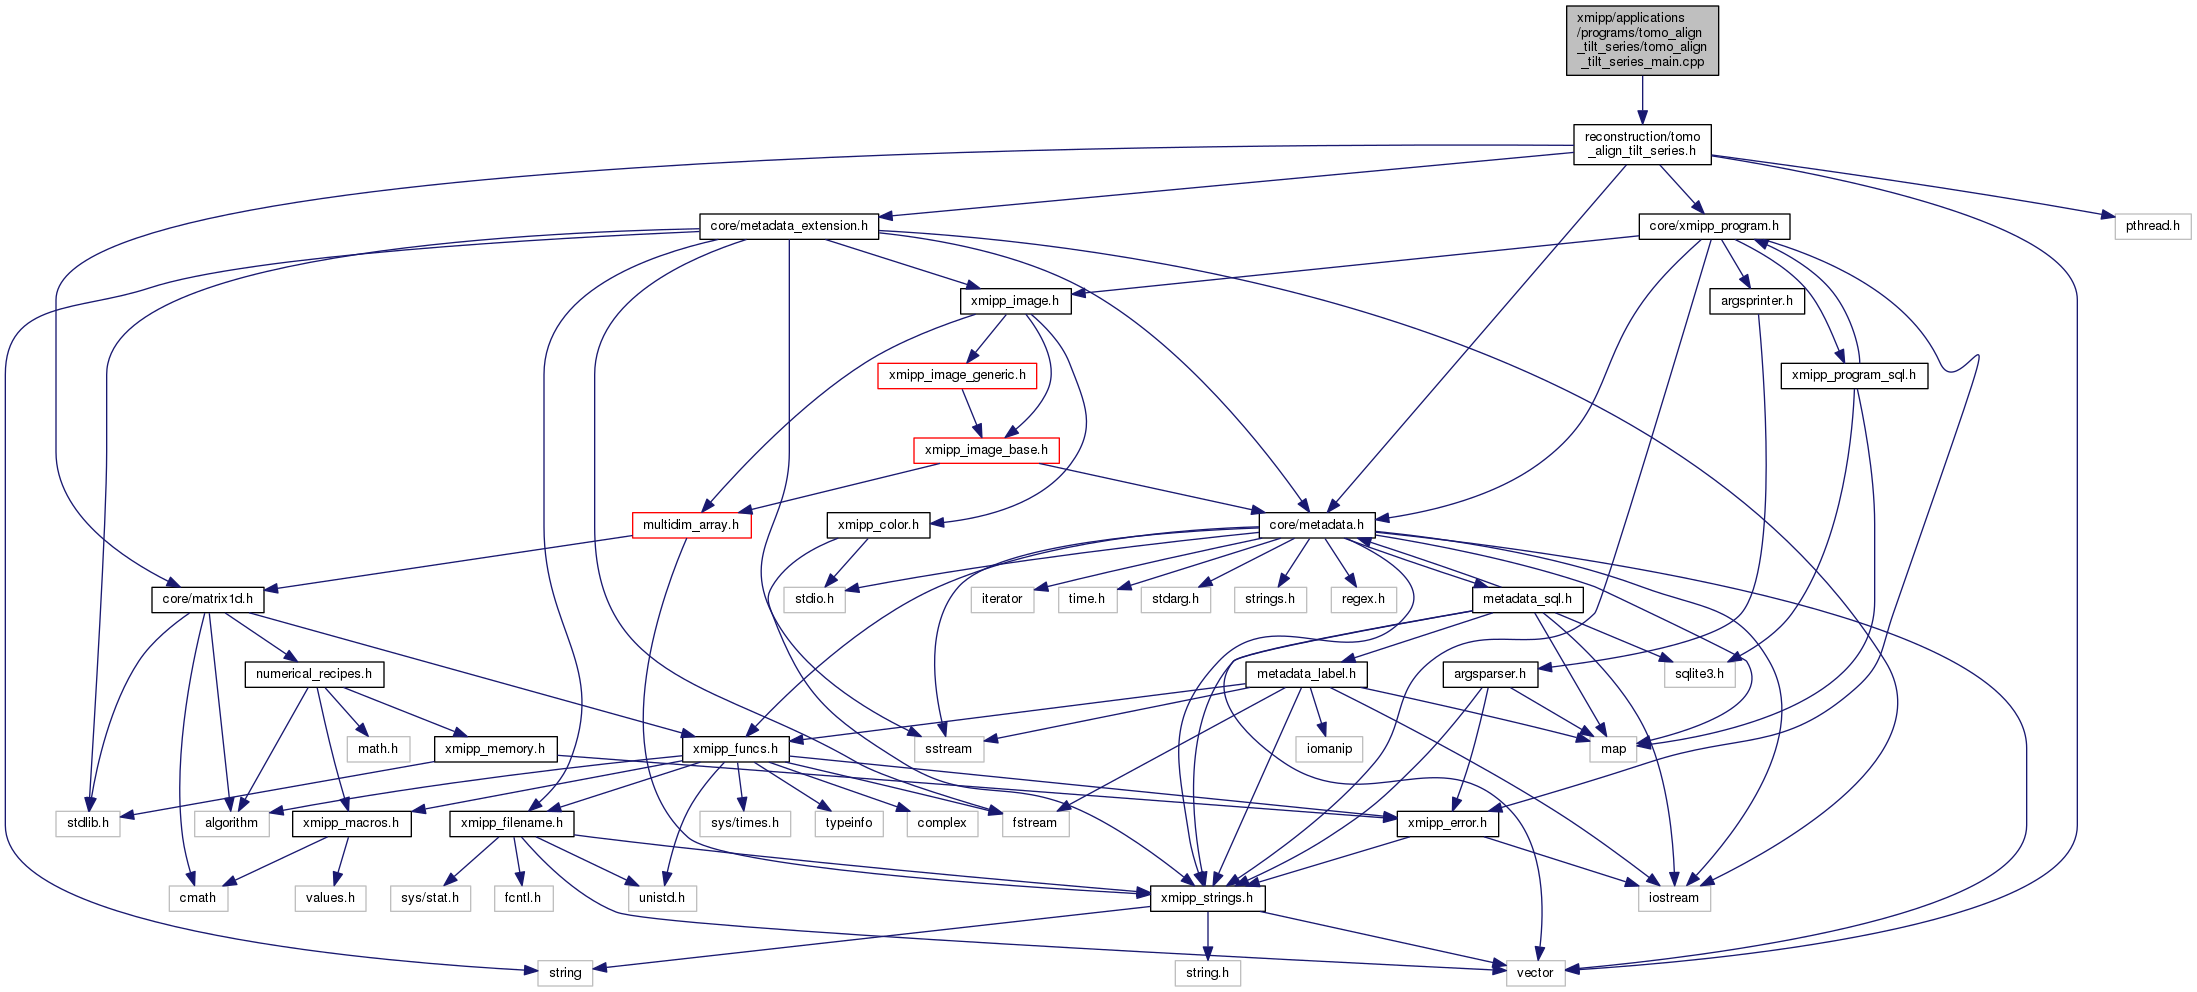 xmipp/applications
/programs/tomo_align
_tilt_series/tomo_align
_tilt_series_main.cpp
reconstruction/tomo
_align_tilt_series.h
core/metadata_extension.h
core/xmipp_program.h
pthread.h
xmipp_image.h
argsprinter.h
xmipp_image_generic.h
xmipp_program_sql.h
xmipp_image_base.h
multidim_array.h
xmipp_color.h
core/metadata.h
core/matrix1d.h
stdio.h
iterator
time.h
stdarg.h
strings.h
regex.h
metadata_sql.h
numerical_recipes.h
metadata_label.h
argsparser.h
sqlite3.h
math.h
xmipp_memory.h
xmipp_funcs.h
sstream
iomanip
map
stdlib.h
algorithm
xmipp_macros.h
xmipp_filename.h
sys/times.h
typeinfo
complex
fstream
xmipp_error.h
cmath
values.h
sys/stat.h
fcntl.h
unistd.h
xmipp_strings.h
iostream
string
string.h
vector